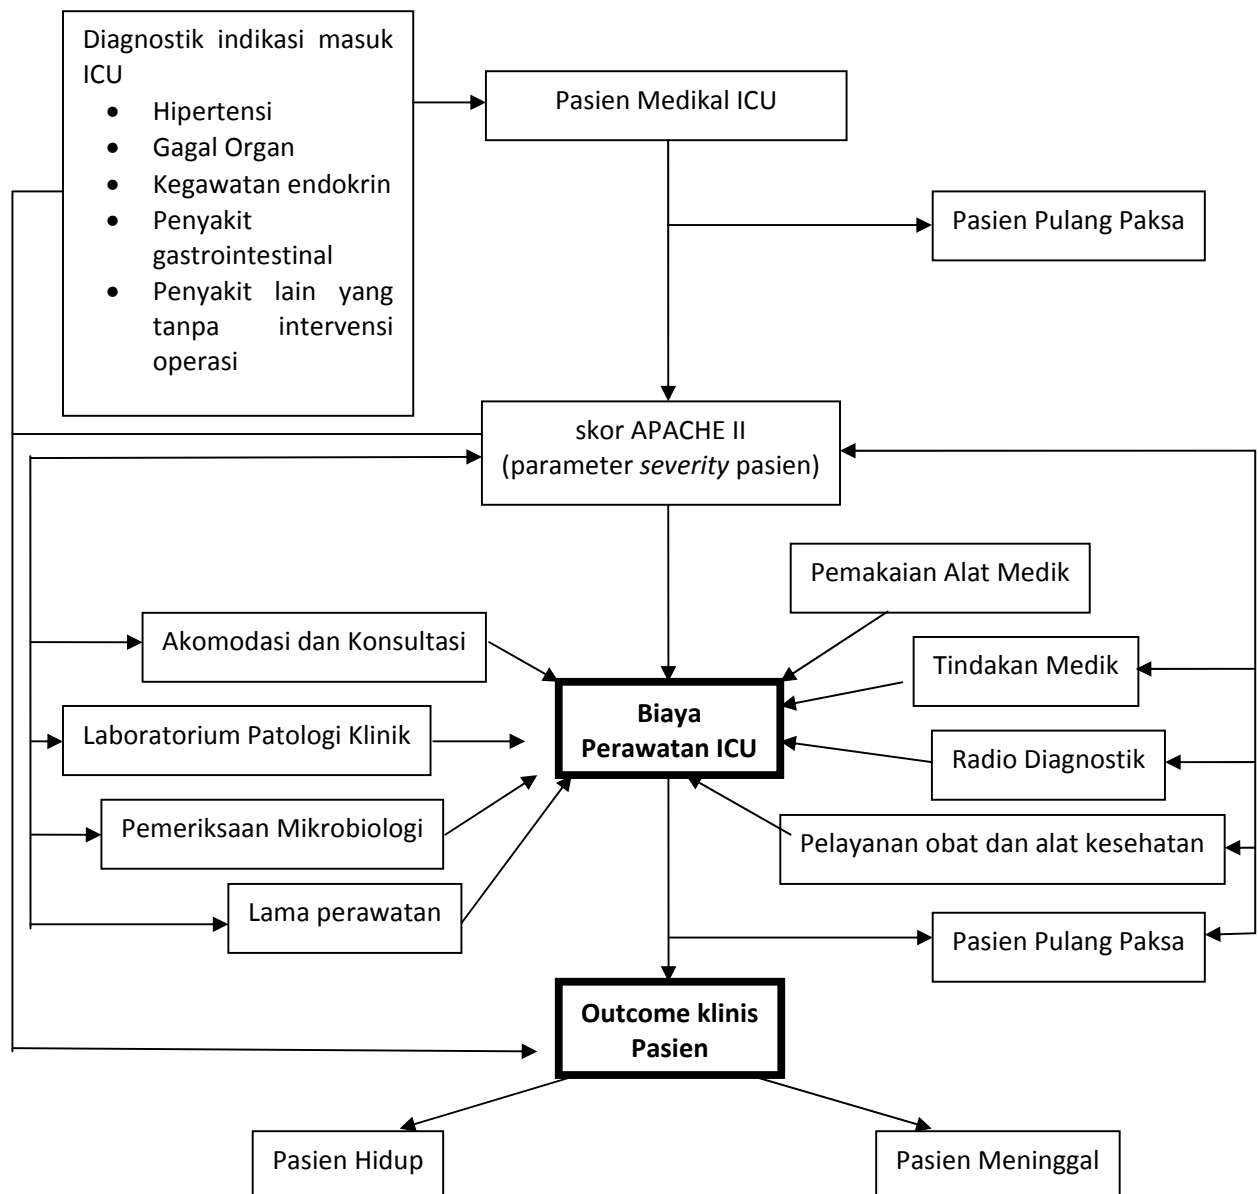 Diagnostik indikasi masuk
ICU
• Hipertensi
• Gagal Organ
• Kegawatan endokrin
• Penyakit
gastrointestinal
• Penyakit lain yang
tanpa intervensi
operasi
Pasien Medikal ICU
Pasien Pulang Paksa
skor APACHE II
(parameter severity pasien)
Pemakaian Alat Medik
Akomodasi dan Konsultasi
Tindakan Medik
Biaya
Perawatan ICU
Laboratorium Patologi Klinik
Radio Diagnostik
Pemeriksaan Mikrobiologi
Pelayanan obat dan alat kesehatan
Lama perawatan
Pasien Pulang Paksa
Outcome klinis
Pasien
Pasien Hidup
Pasien Meninggal